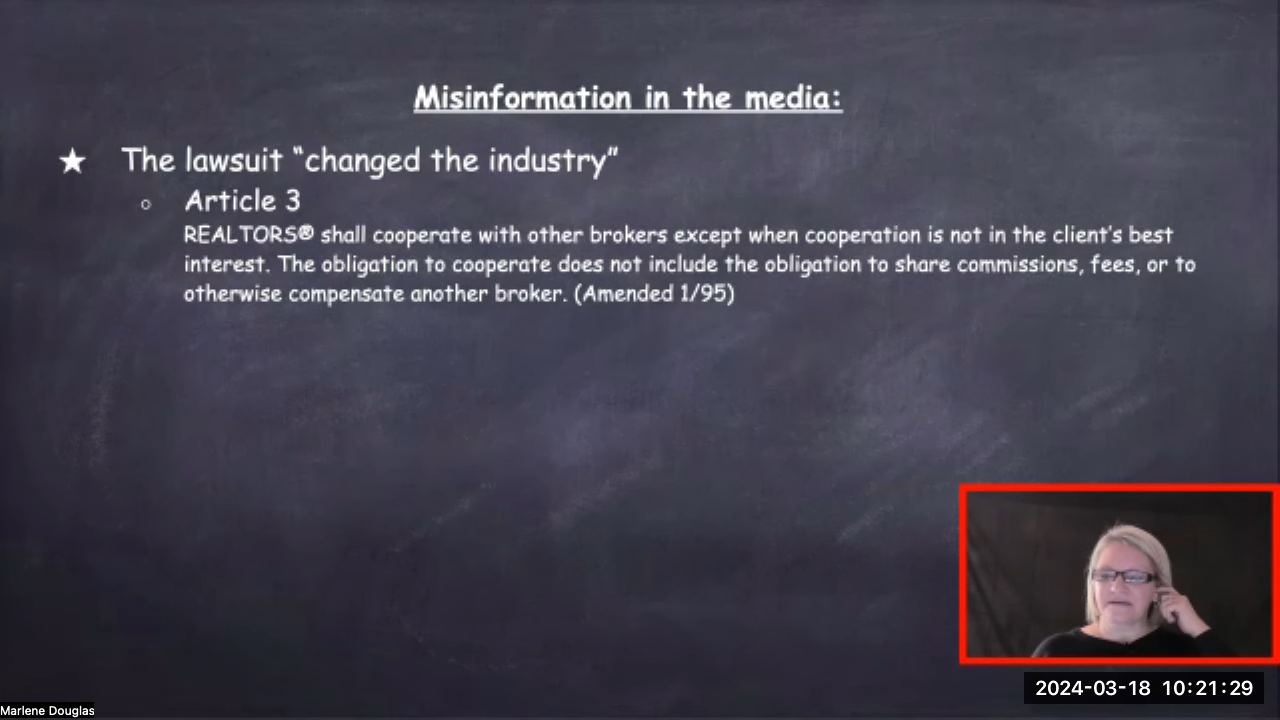 Misinformation in the media:
★ The lawsuit “changed the industry”
○ Article 3
REALTORS® shall cooperate with other brokers except when cooperation is not in the client’s best
interest. The obligation to cooperate does not include the obligation to share commissions, fees, or to
otherwise compensate another broker. (Amended 1/95)
2024-03-18 10:21:29
Marlene Douglas